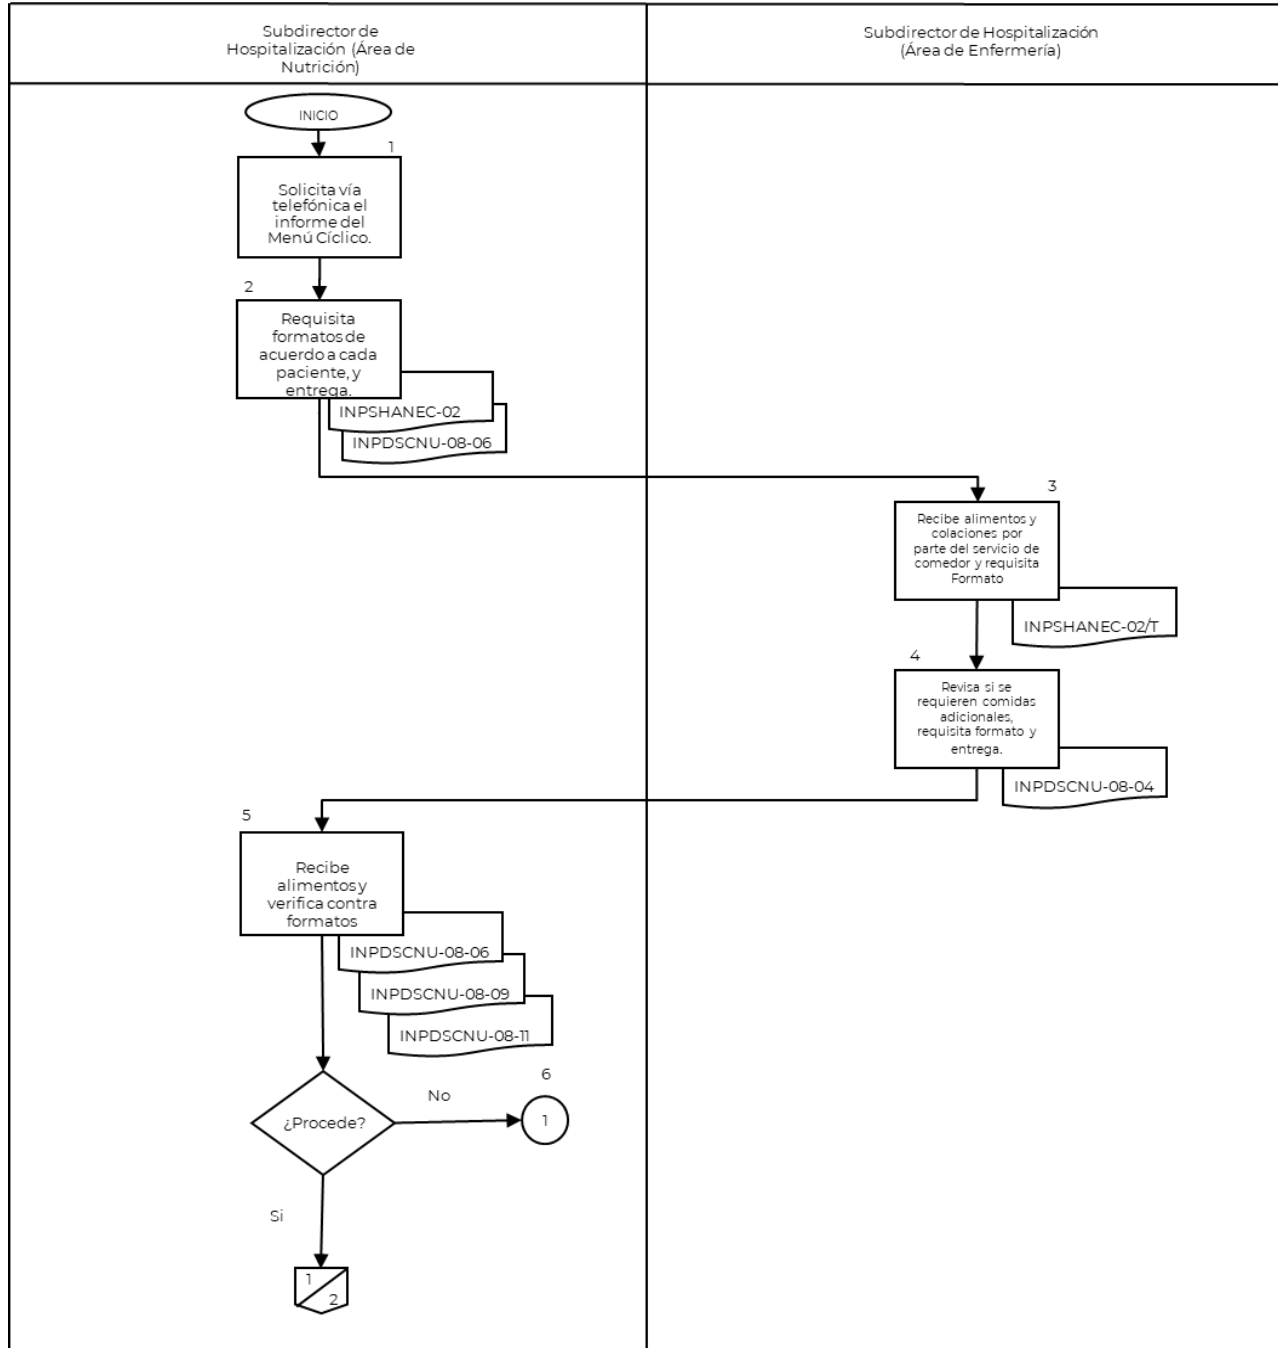 Subdirector de
Hospitalización (Área de
Nutrición)
Subdirector de Hospitalización
(Área de Enfermería)
INICIO
1
Solicita vía
telefónica el
informe del
Menú Cíclico.
2
Requisita
formatos de
acuerdo a cada
paciente, y
entrega.
INPSHANEC-02
INPDSCNU-08-06
3
Recibe alimentos y
colaciones por
parte del servicio de
comedor y requisita
Formato
INPSHANEC-02/T
4
Revisa si se
requieren comidas
adicionales,
requisita formato y
entrega.
INPDSCNU-08-04
5
Recibe
alimentos y
verifica contra
formatos
INPDSCNU-08-06
INPDSCNU-08-09
INPDSCNU-08-11
¿Procede?
No
6
1
Si
1
2